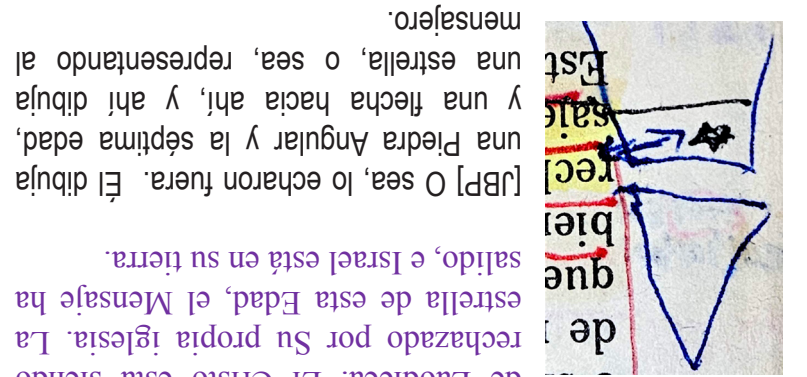 de Laodicea. El Cristo está siendo
rechazado por Su propia iglesia. La
estrella de esta Edad, el Mensaje ha
salido, e Israel está en su tierra.
[JBP] O sea, lo echaron fuera. Él dibuja
una Piedra Angular y la séptima edad,
y una flecha hacia ahí, y ahí dibuja
una estrella, o sea, representando al
mensajero.
de
que
bien
rech
Est